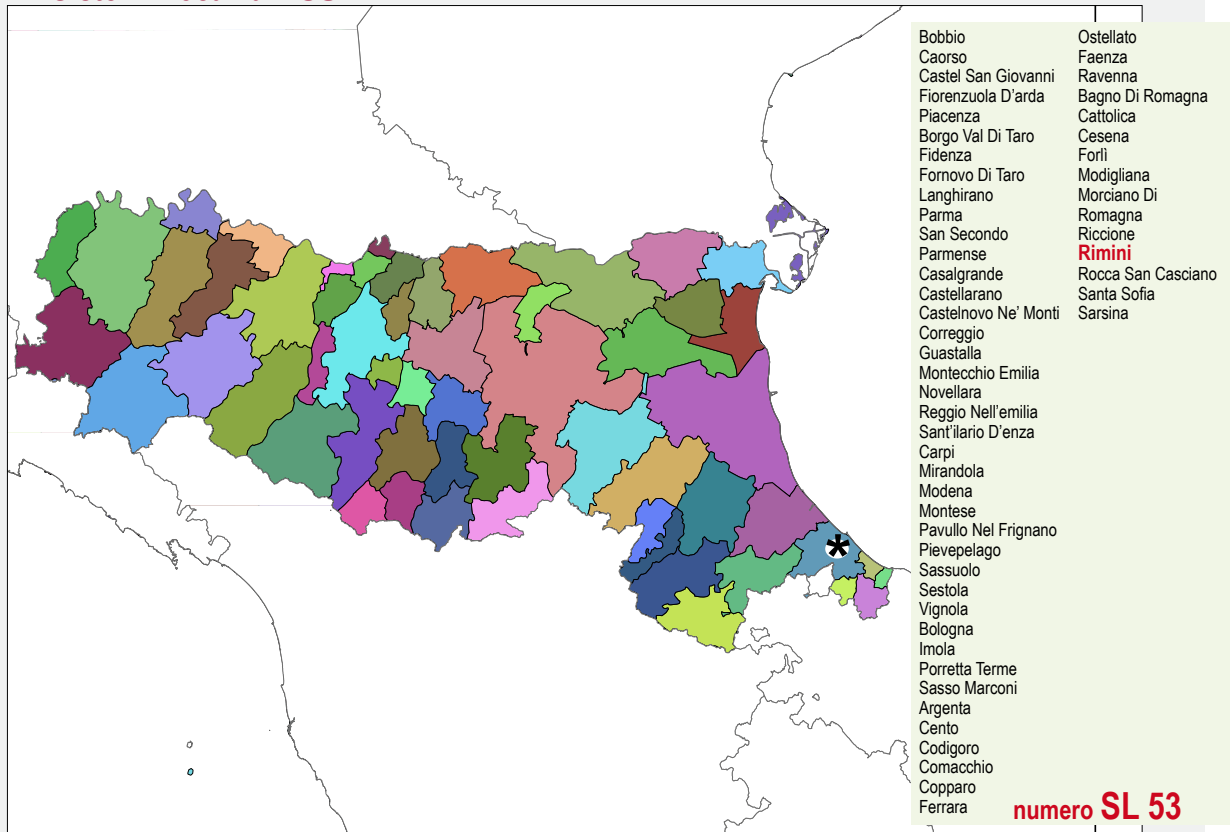 Bobbio
Caorso
Castel San Giovanni
Fiorenzuola D'arda
Piacenza
Borgo Val Di Taro
Fidenza
Fornovo Di Taro
Langhirano
Parma
San Secondo
Parmense
Casalgrande
Castellarano
Castelnovo Ne' Monti
Correggio
Guastalla
Montecchio Emilia
Novellara
Reggio Nell'emilia
Sant'ilario D'enza
Carpi
Mirandola
Modena
Montese
Pavullo Nel Frignano
Pievepelago
Sassuolo
Sestola
Vignola
Bologna
Imola
Porretta Terme
Sasso Marconi
Argenta
Cento
Codigoro
Comacchio
Copparo
Ferrara
Ostellato
Faenza
Ravenna
Bagno Di Romagna
Cattolica
Cesena
Forlì
Modigliana
Morciano Di
Romagna
Riccione
Rimini
Rocca San Casciano
Santa Sofia
Sarsina
*
numero SL 53